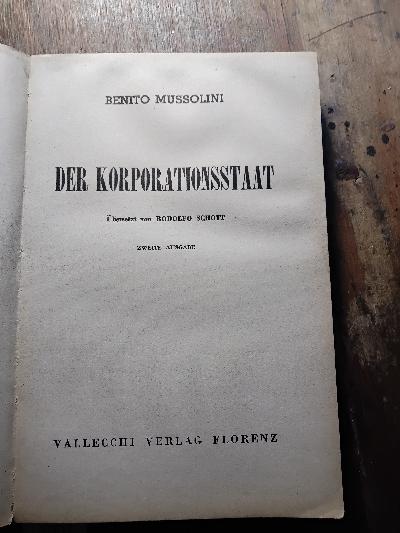 BENITO MUSSOLINI
DER KORPORATIONSSTAAT
Übersetzt von RODOLFO SCHOTT
ZWEITE AUSGABE
VALLECCHI VERLAG FLORENZ